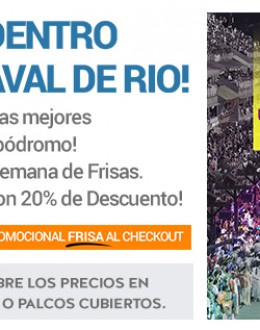 DENTRO
AVAL DE RIO!
as mejores
ódromo!
emana de Frisas.
on 20% de Descuento!
OMOCIONAL FRISA AL CHECKOUT
BRE LOS PRECIOS EN
O PALCOS CUBIERTOS.